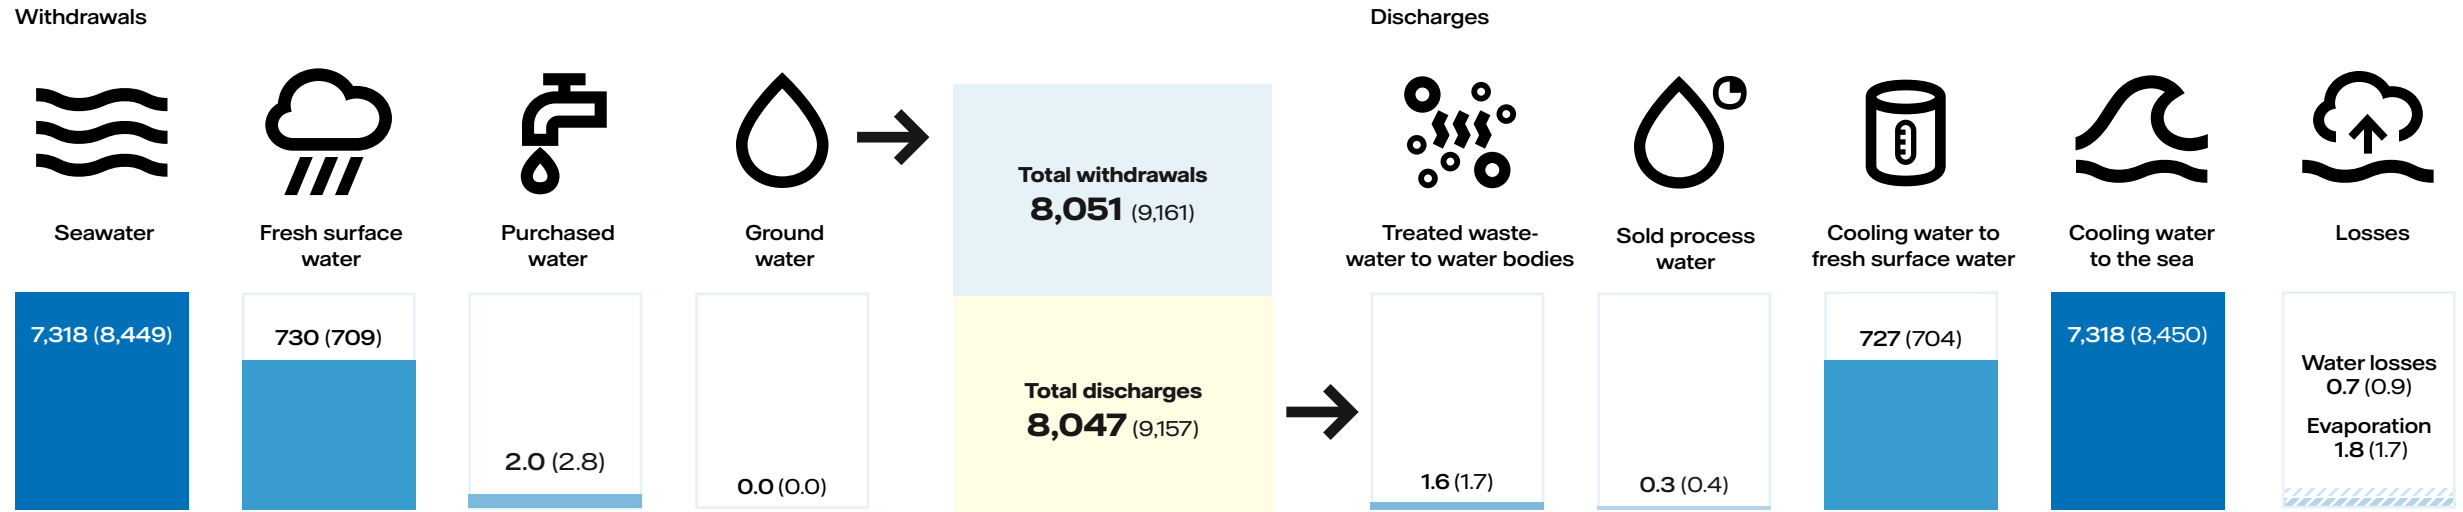 Withdrawals
Seawater
7,318 (8,449)
Fresh surface
water
730 (709)
Purchased
water
2.0 (2.8)
Ground
water
0.0 (0.0)
Total withdrawals
8,051 (9,161)
Total discharges
8,047 (9,157)
Discharges
Treated waste-
water to water bodies
1.6 (1.7)
Sold process
water
0.3 (0.4)
Cooling water to
fresh surface water
727 (704)
Cooling water
to the sea
7,318 (8,450)
Losses
Water losses
0.7 (0.9)
Evaporation
1.8 (1.7)